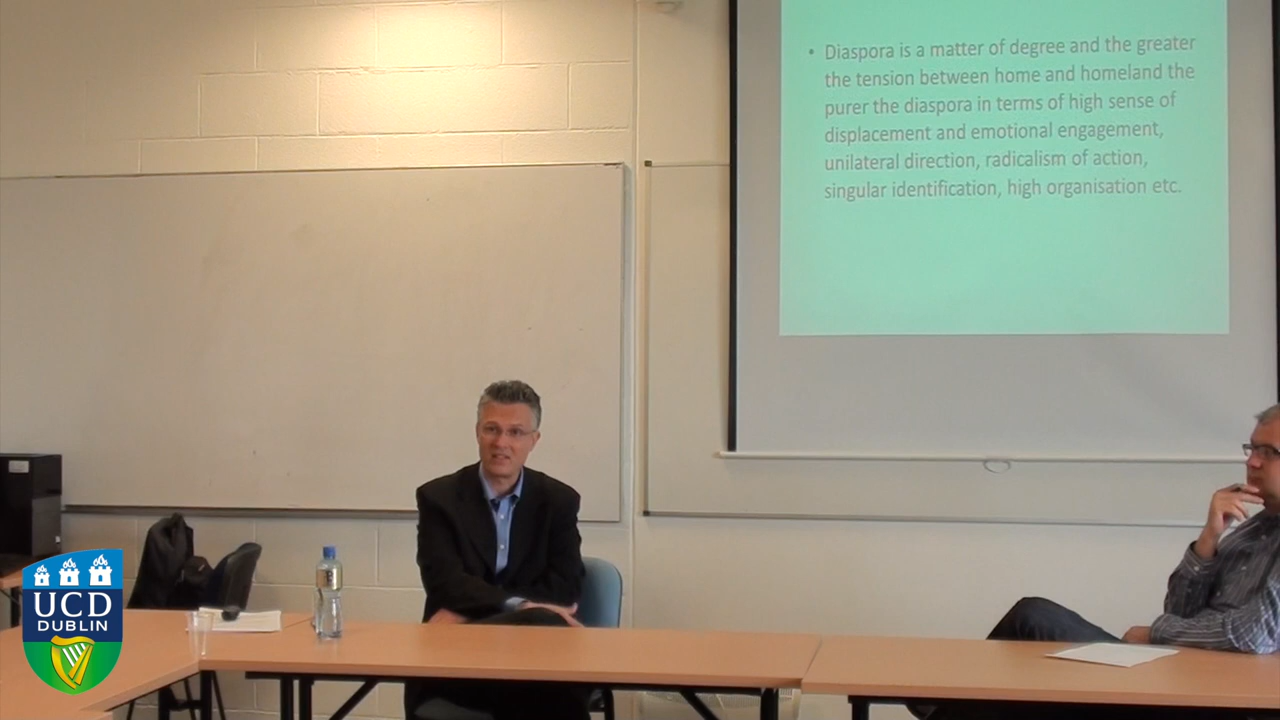 • Diaspora is a matter of degree and the greater
the tension between home and homeland the
purer the diaspora in terms of high sense of
displacement and emotional engagement,
unilateral direction, radicalism of action,
singular identification, high organisation etc.
UCD
DUBLIN